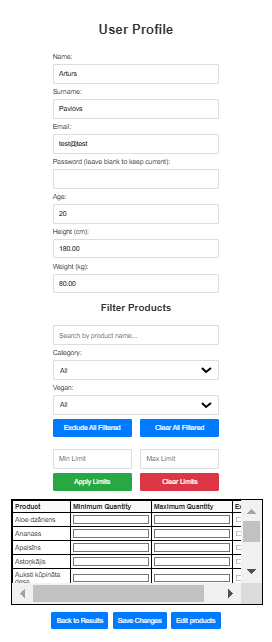 User Profile
Name:
Arturs
Surname:
Pavlovs
Email:
test@test
Password (leave blank to keep current):
Age:
20
Height (cm):
180.00
Weight (kg):
80.00
Filter Products
Search by product name...
Category:
All
Vegan:
All
Exclude All Filtered Clear All Filtered
Min Limit Max Limit
Apply Limits Clear Limits
Product Minimum Quantity Maximum Quantity
Aloe dzēriens
Ananass
Apelsīns
Astoņkājis
Auksti kūpināta
desa
Back to Results Save Changes Edit products